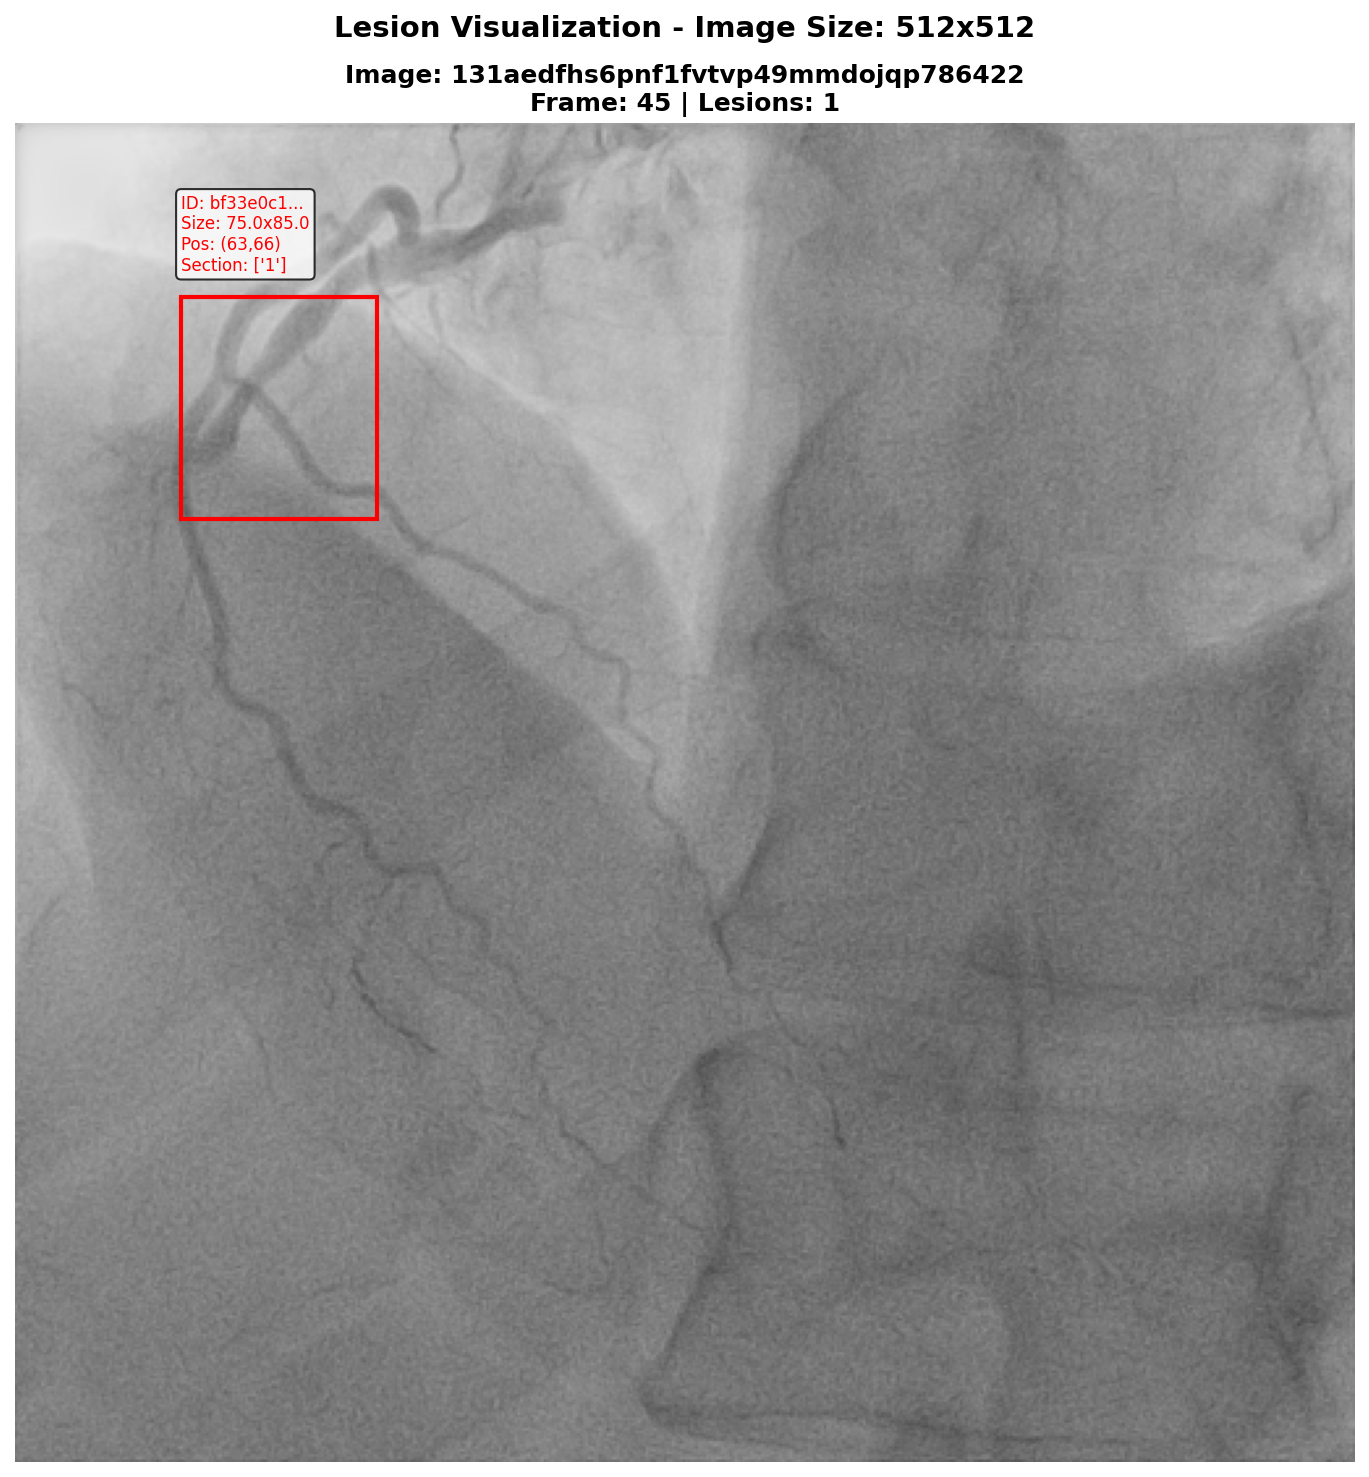 Lesion Visualization - Image Size: 512x512
Image: 131aedfhs6pnf1fvtvp49mmdojqp786422
Frame: 45 | Lesions: 1
ID: bf33e0c1...
Size: 75.0x85.0
Pos: (63,66)
Section: ['1']